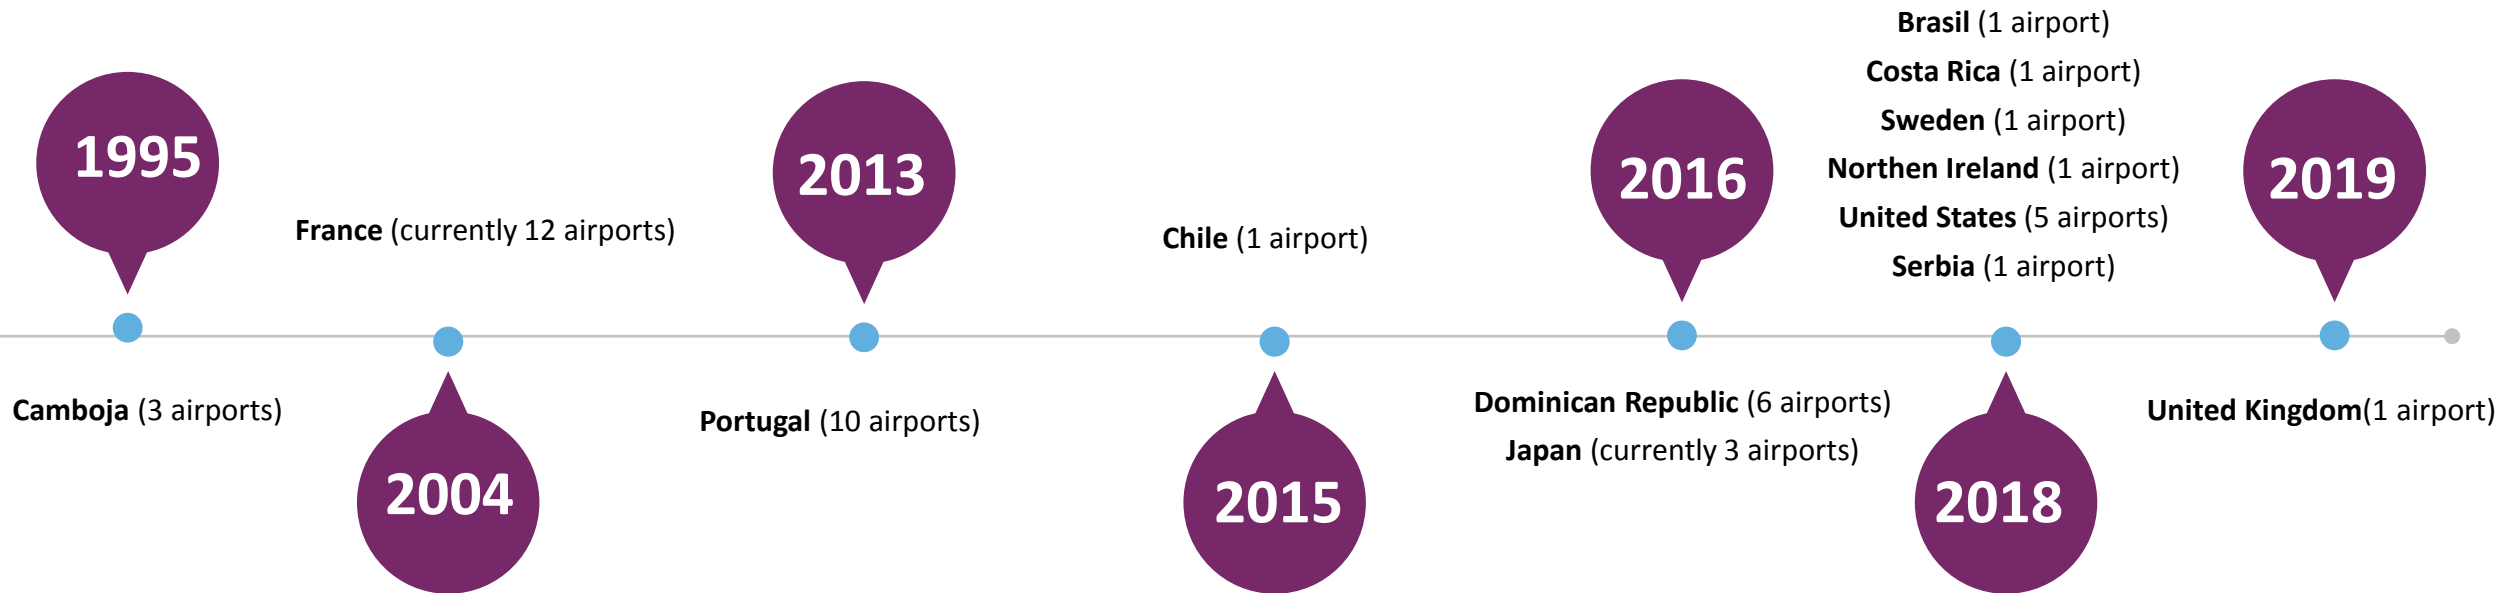 1995
Camboja (3 airports)
France (currently 12 airports)
2004
2013
Portugal (10 airports)
Chile (1 airport)
2015
2016
Dominican Republic (6 airports)
Japan (currently 3 airports)
Brasil (1 airport)
Costa Rica (1 airport)
Sweden (1 airport)
Northen Ireland (1 airport)
United States (5 airports)
Serbia (1 airport)
2018
2019
United Kingdom(1 airport)